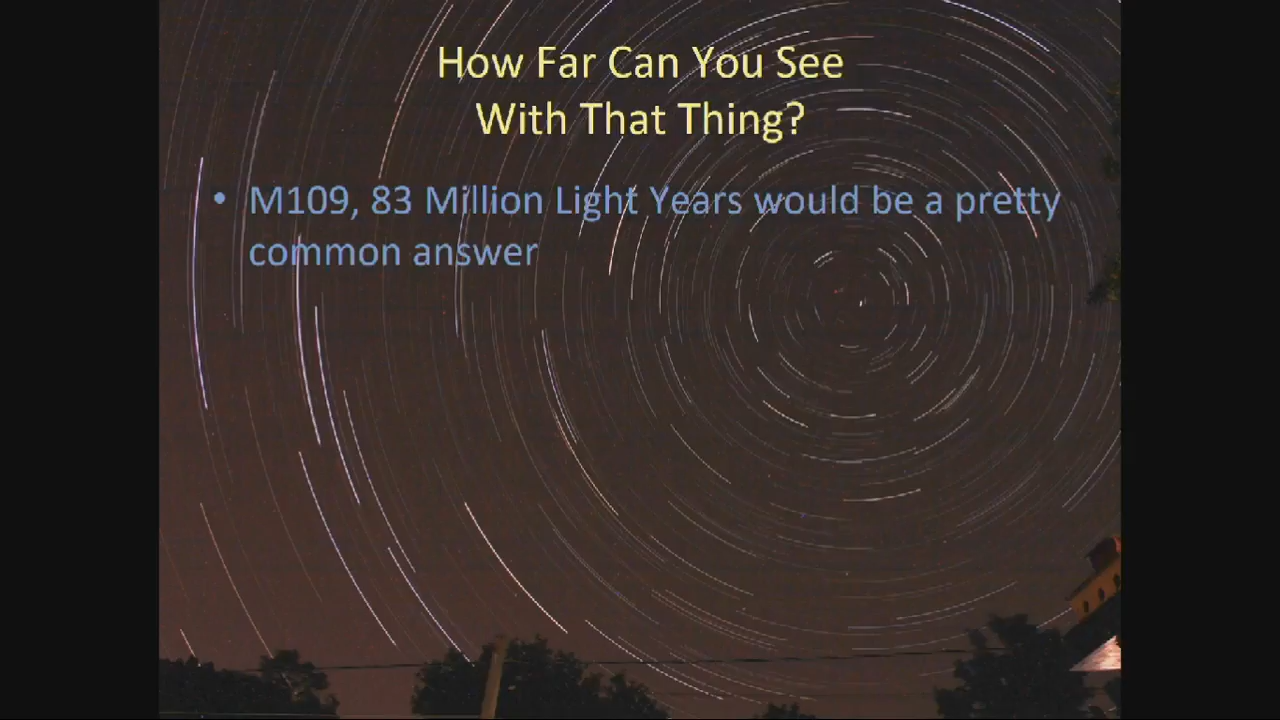 How Far Can You See
With That Thing?
• M109, 83 Million Light Years would be a pretty
common answer